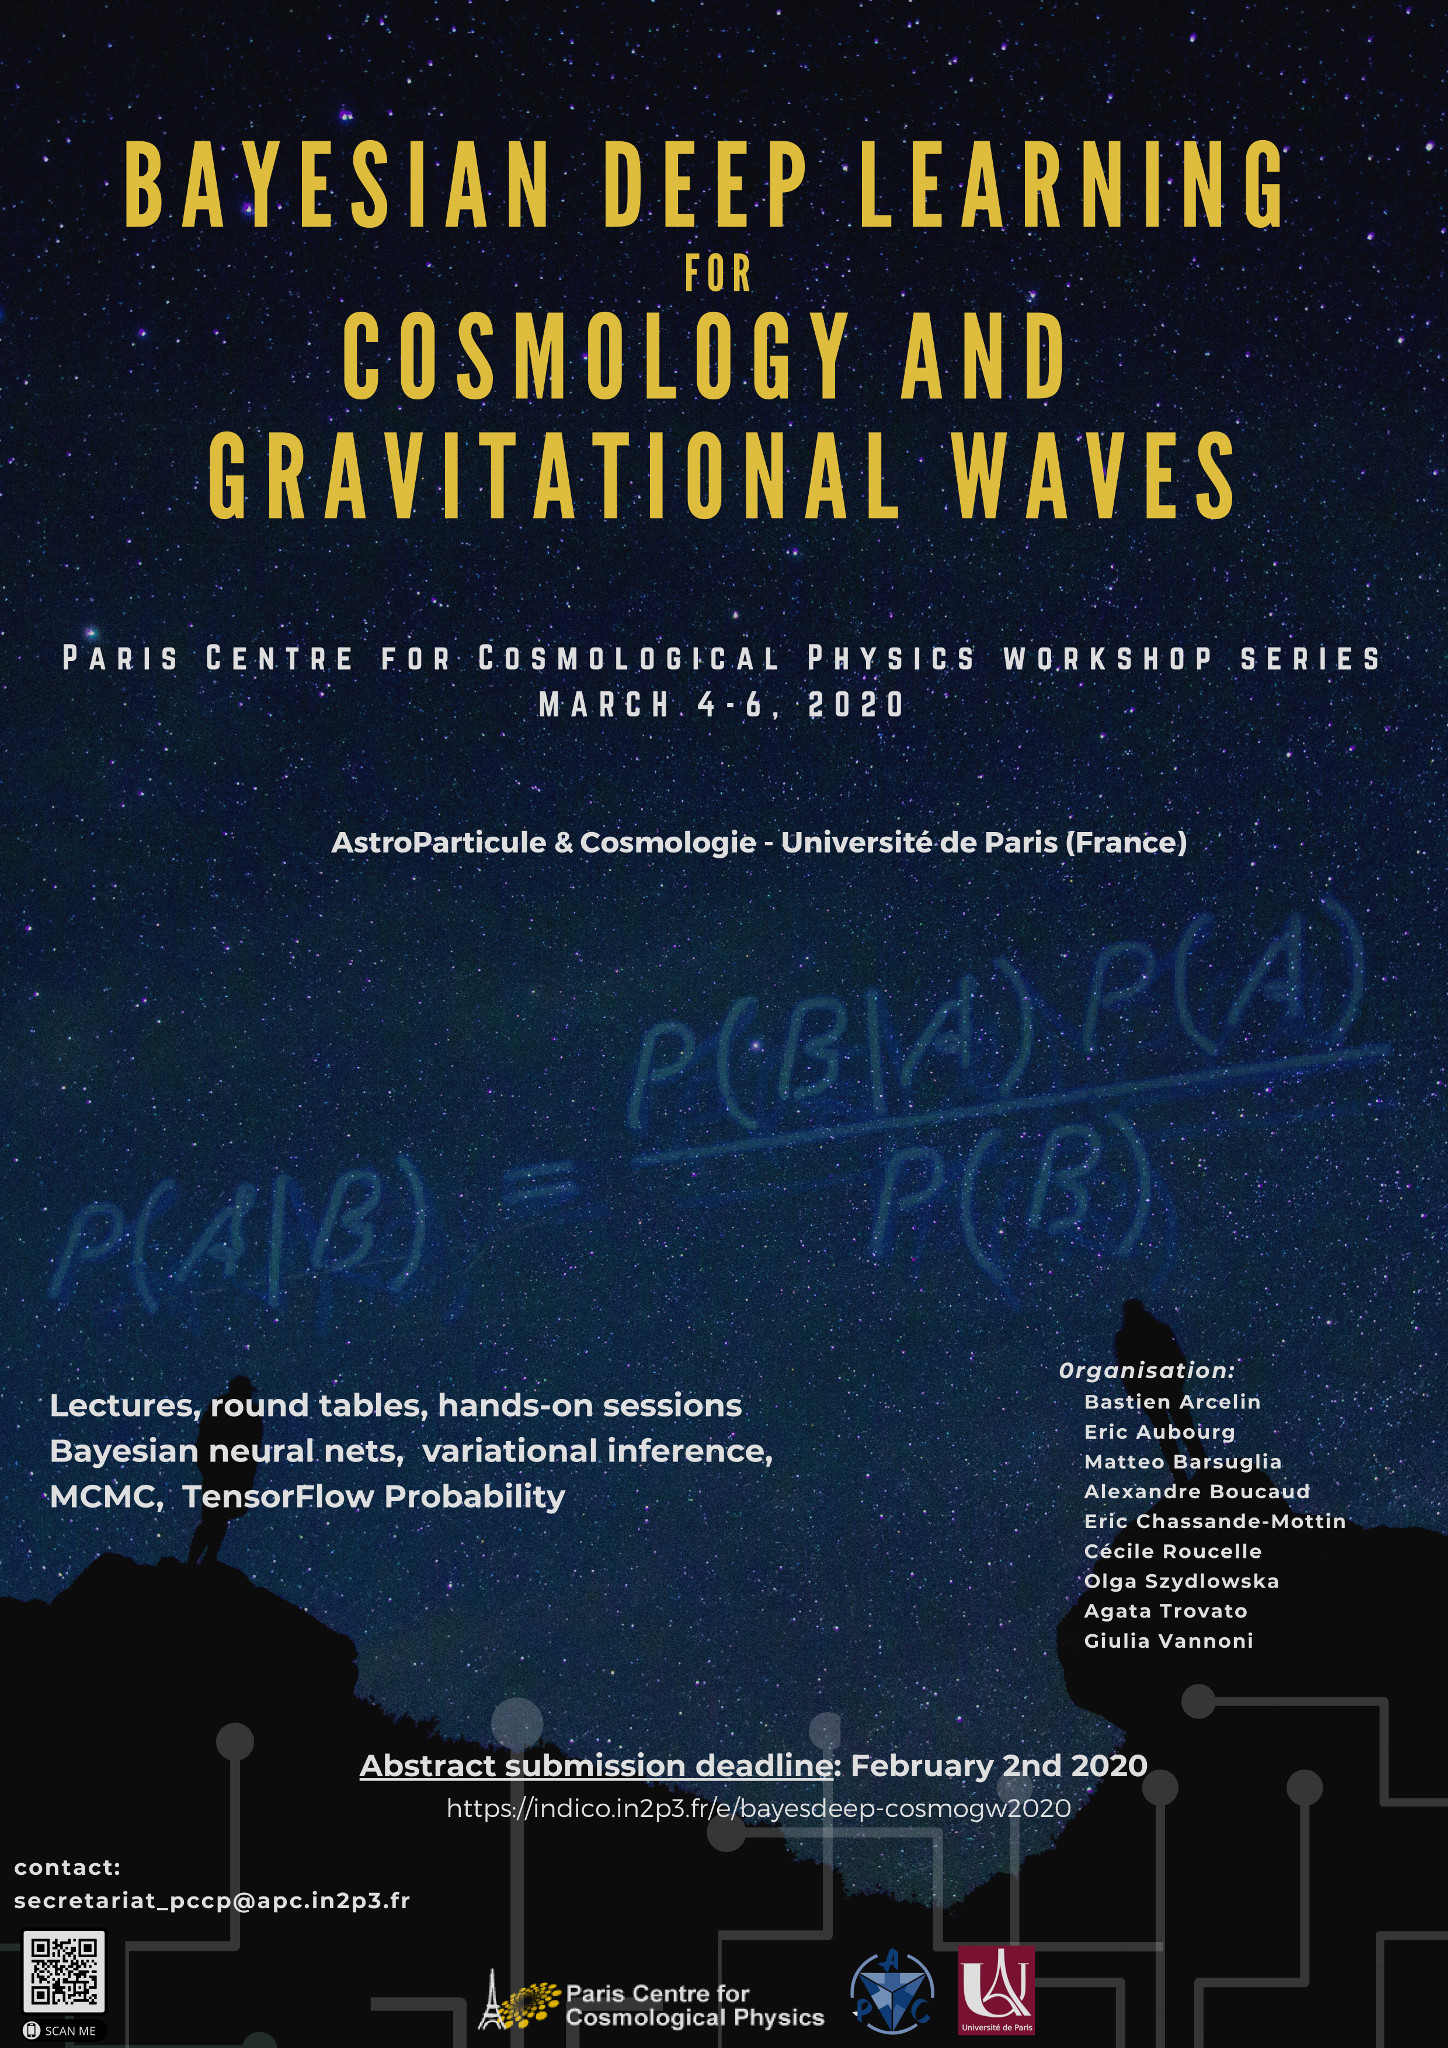 BAYESIAN DEEP LEARNING
FOR
COSMOLOGY AND
GRAVITATIONAL WAVES
Paris Centre for Cosmological Physics workshop series
March 4-6, 2020
AstroParticule & Cosmologie - Université de Paris (France)
P(B|A) P(A)
P(A|B) =
P(B)
Lectures, round tables, hands-on sessions
Bayesian neural nets, variational inference,
MCMC, TensorFlow Probability
0rganisation:
Bastien Arcelin
Eric Aubourg
Matteo Barsuglia
Alexandre Boucaud
Eric Chassande-Mottin
Cécile Roucelle
Olga Szydlowska
Agata Trovato
Giulia Vannoni
Abstract submission deadline: February 2nd 2020
https://indico.in2p3.fr/e/bayesdeep-cosmogw2020
contact:
secretariat_pccp@apc.in2p3.fr
SCAN ME
Paris Centre for
Cosmological Physics
A
P C
U
Université de Paris